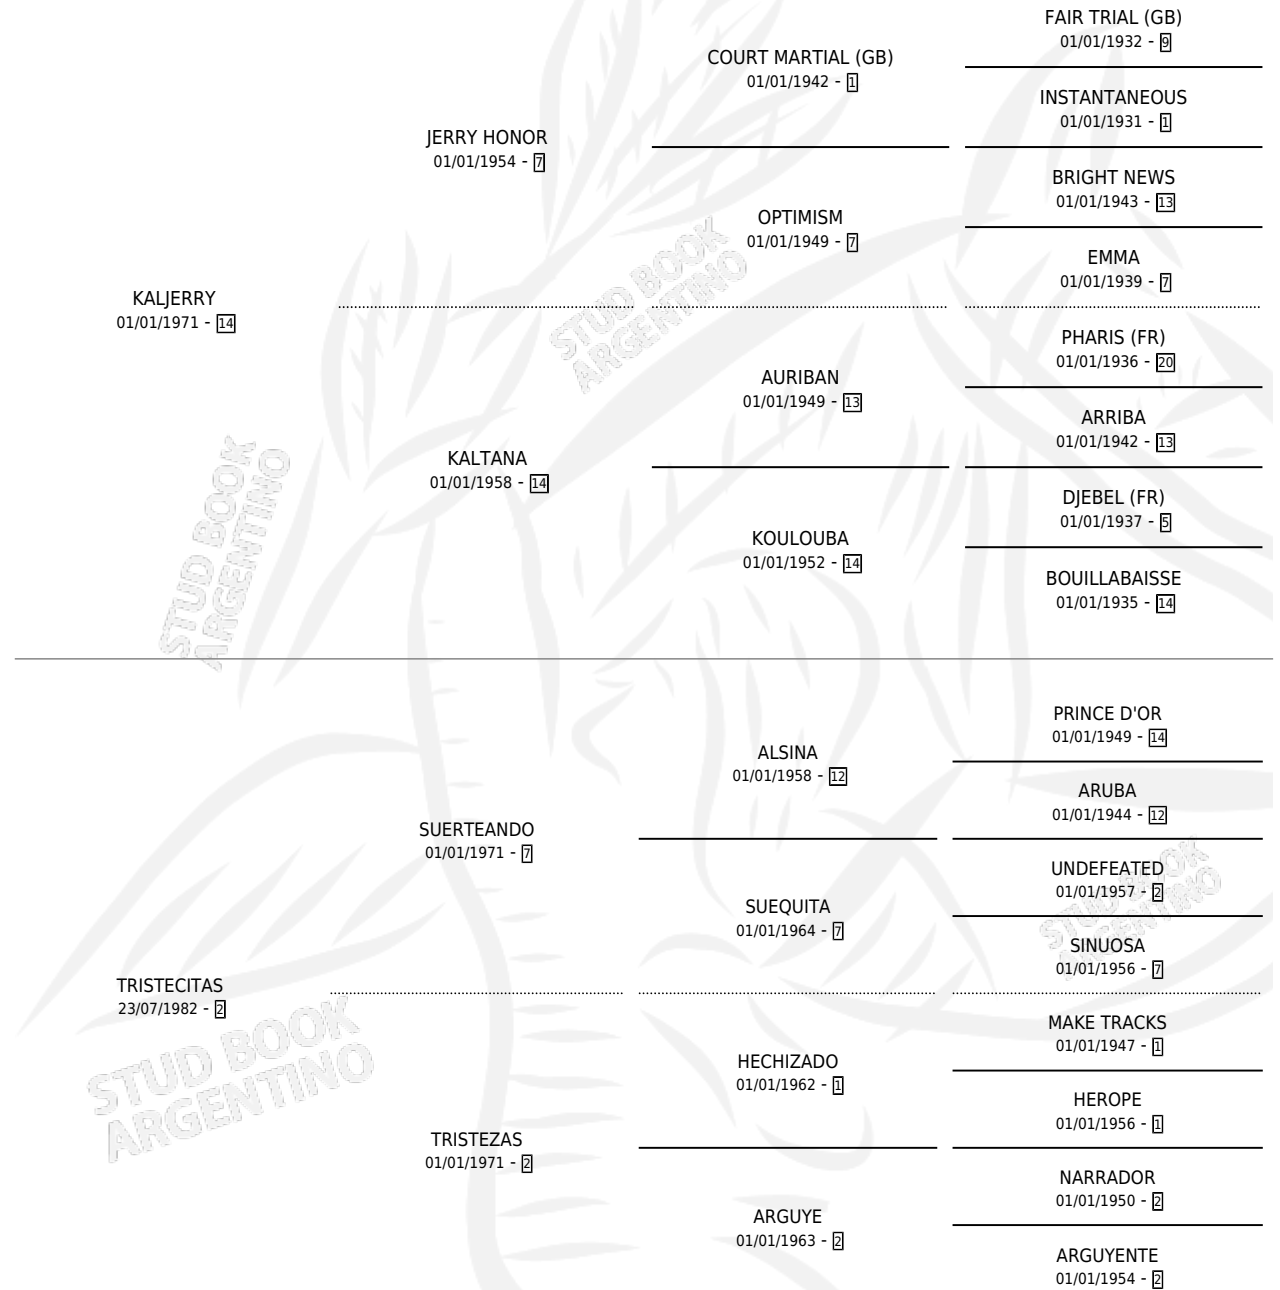 FAIR TRIAL (GB)
01/01/1932 - 9
COURT MARTIAL (GB)
01/01/1942 - 1
INSTANTANEOUS
01/01/1931 - 1
JERRY HONOR
01/01/1954 - 7
BRIGHT NEWS
01/01/1943 - 13
OPTIMISM
01/01/1949 - 7
EMMA
01/01/1939 - 7
KALJERRY
01/01/1971 - 14
PHARIS (FR)
01/01/1936 - 20
AURIBAN
01/01/1949 - 13
ARRIBA
01/01/1942 - 13
KALTANA
01/01/1958 - 14
DJEBEL (FR)
01/01/1937 - 5
KOULOUBA
01/01/1952 - 14
BOUILLABAISSE
01/01/1935 - 14
PRINCE D'OR
01/01/1949 - 14
ALSINA
01/01/1958 - 12
ARUBA
01/01/1944 - 12
SUERTEANDO
01/01/1971 - 7
UNDEFEATED
01/01/1957 - 2
SUEQUITA
01/01/1964 - 7
SINUOSA
01/01/1956 - 7
TRISTECITAS
23/07/1982 - 2
MAKE TRACKS
01/01/1947 - 1
HECHIZADO
01/01/1962 - 1
HEROPE
01/01/1956 - 1
TRISTEZAS
01/01/1971 - 2
NARRADOR
01/01/1950 - 2
ARGUYE
01/01/1963 - 2
ARGUYENTE
01/01/1954 - 2
STUD BOOK
ARGENTINO
STUD BOOK
ARGENTINO
STUD BOOK
ARGENTINO
STUD BOOK
ARGENTINO